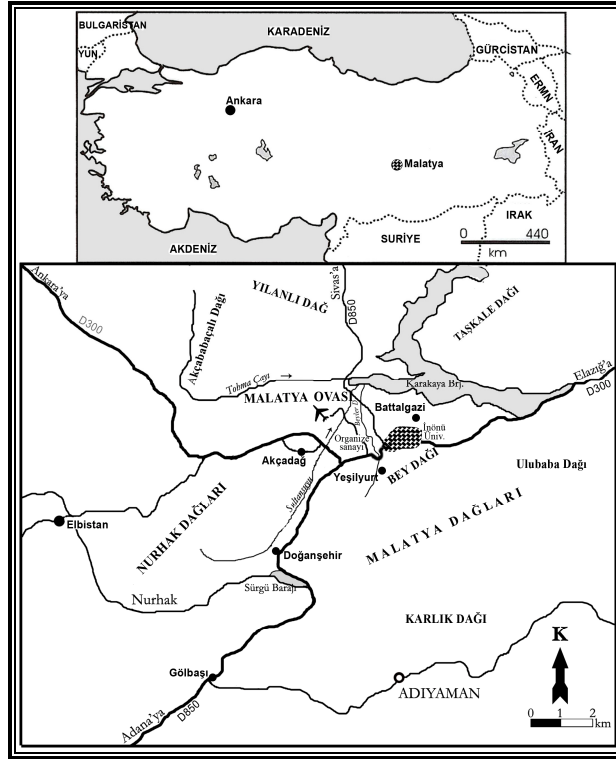 BULGARİSTAN
KARADENİZ
YUN.
GÜRCİSTAN
ERMN
İRAN
Ankara
Malatya
IRAK
SURİYE
AKDENİZ
0 440
km
Ankara'ya
D300
Akçababaçalı Dağı
YILANLI DAĞ
Sivas'a
D850
TAŞKALE DAĞI
Tohma Çayı
Karakaya Brj.
Elazığ'a
D300
MALATYA OVASI
Battalgazi
İnönü
Üniv.
Organize
sanayi
Akçadağ
Yeşilyurt
BEY DAĞI
Ulubaba Dağı
Sultansuyu
MALATYA DAĞLARI
NURHAK DAĞLARI
Elbistan
Doğanşehir
Sürgü Barajı
Nurhak
KARLIK DAĞI
K
Gölbaşı
ADIYAMAN
D850
Adana'ya
0 1 2
km